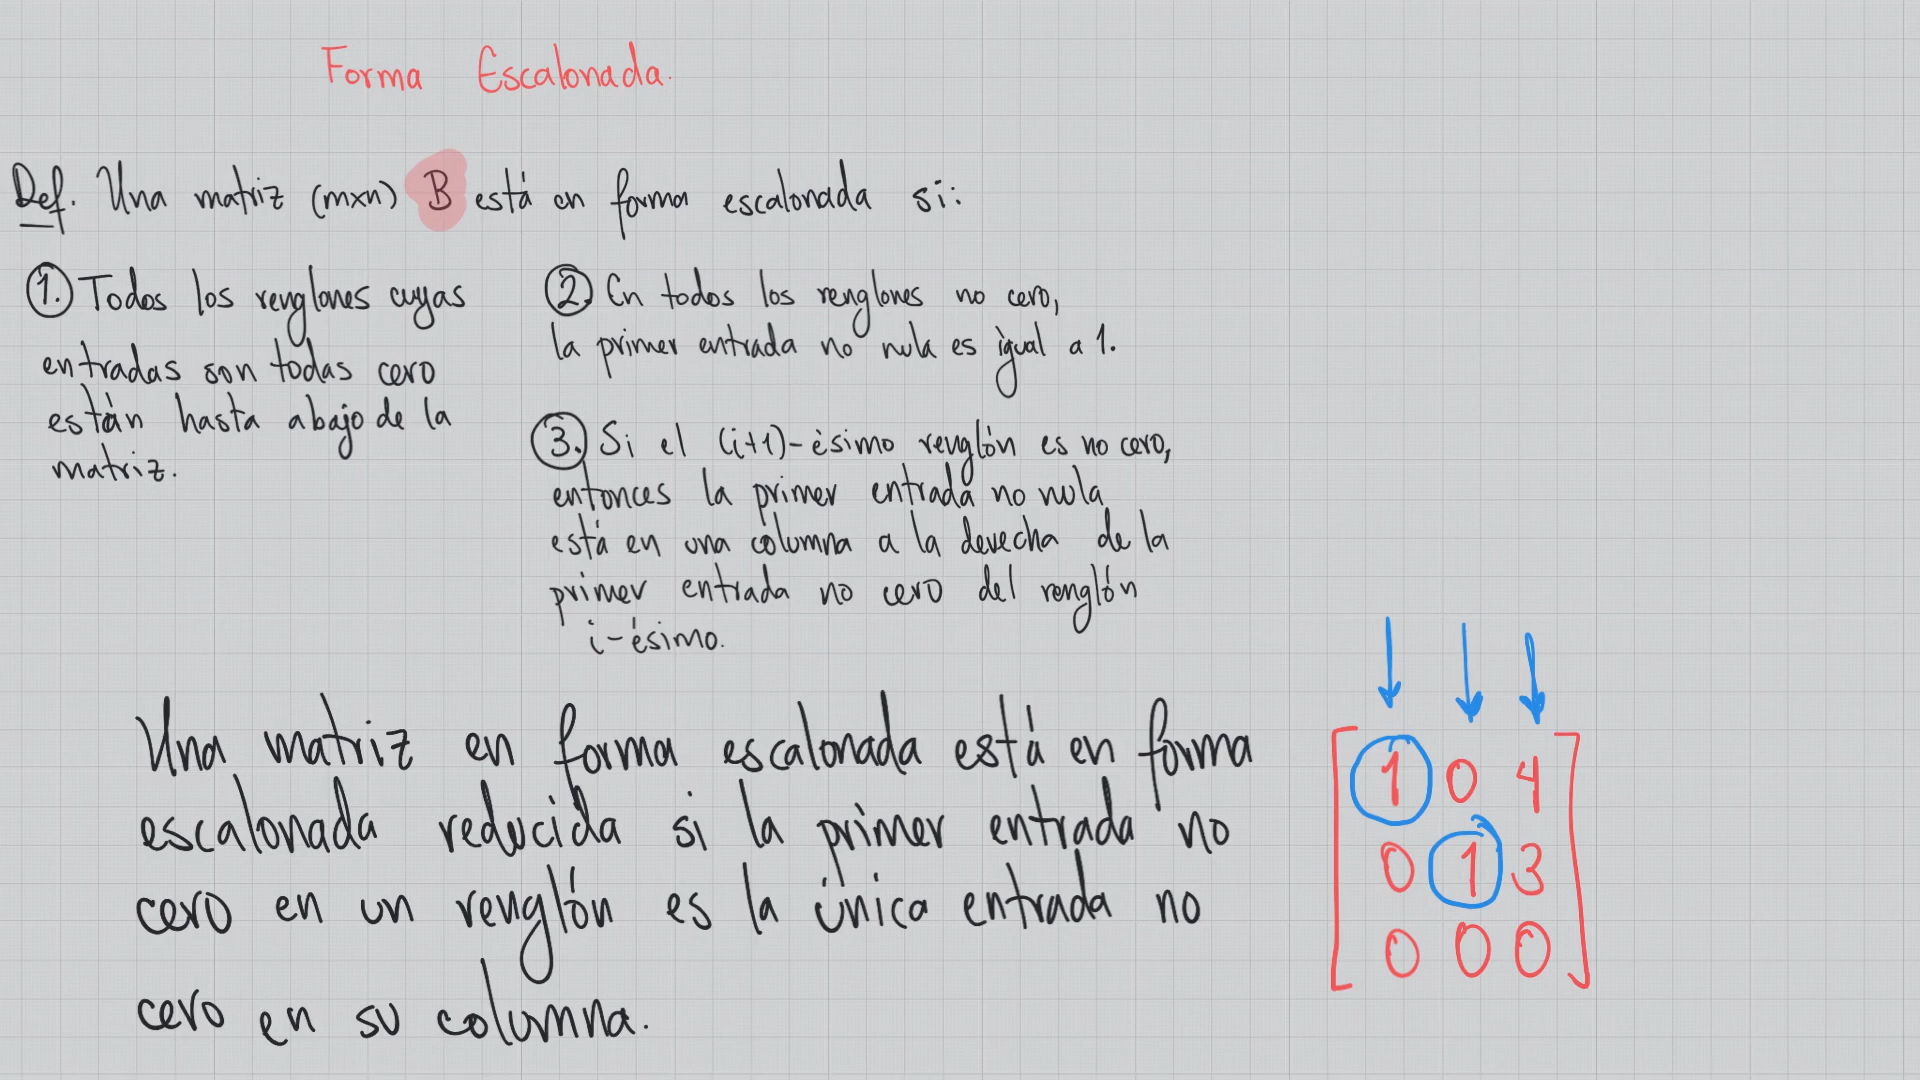 Forma Escalonada.
Def. Una matriz (mxn) B está en forma escalonada si:
1. Todos los renglones cuyas
entradas son todas cero
están hasta abajo de la
matriz.
2. En todos los renglones no cero,
la primer entrada no nula es igual a 1.
3. Si el (i+1)-ésimo renglón es no cero,
entonces la primer entrada no nula
está en una columna a la derecha de la
primer entrada no cero del renglón
i-ésimo.
Una matriz en forma escalonada está en forma
escalonada reducida si la primer entrada no
cero en un renglón es la única entrada no
cero en su columna.
1 0 4
0 1 3
0 0 0